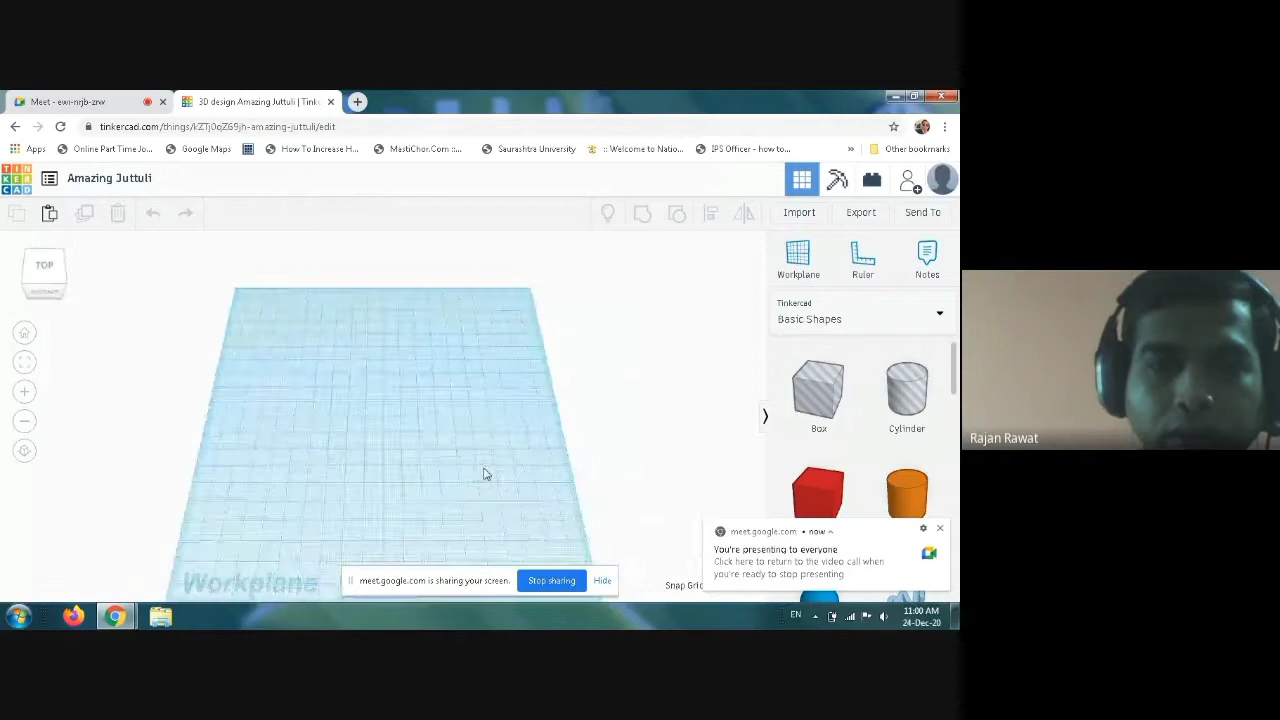 Meet - ewi-nrjb-zrw
3D design Amazing Juttuli | Tinke
tinkercad.com/things/kZTj0qZ69jh-amazing-juttuli/edit
Apps
Online Part Time Jo...
Google Maps
How To Increase H...
MastiChor.Com ::...
Saurashtra University
:: Welcome to Natio...
IPS Officer - how to...
»
Other bookmarks
TIN
KER
CAD
Amazing Juttuli
Import
Export
Send To
TOP
Workplane
Ruler
Notes
Tinkercad
Basic Shapes
Box
Cylinder
Rajan Rawat
meet.google.com • now
You're presenting to everyone
Click here to return to the video call when
you're ready to stop presenting
Workplane
meet.google.com is sharing your screen.
Stop sharing
Hide
Snap Gri
EN
11:00 AM
24-Dec-20